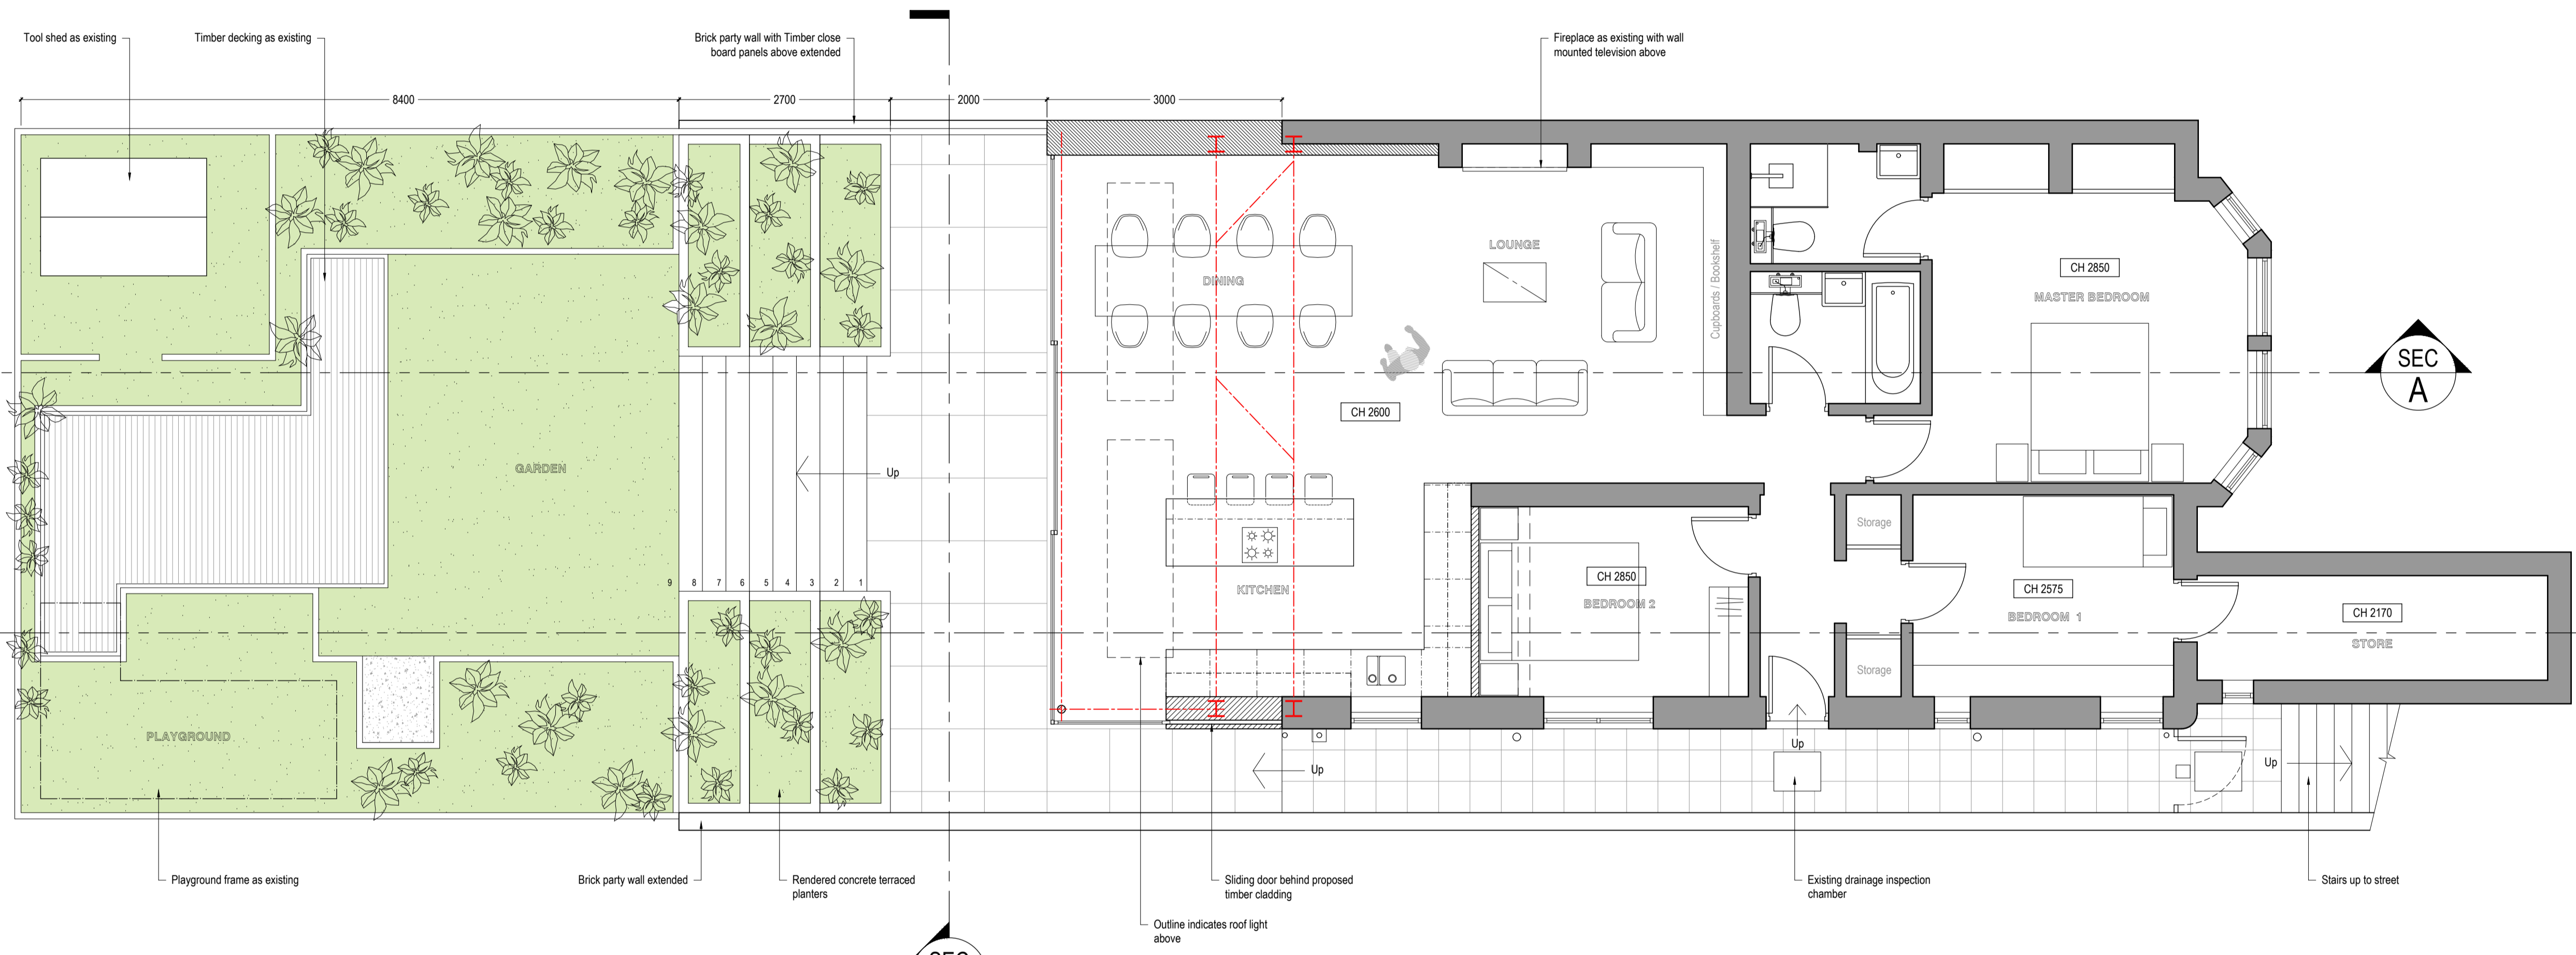 Tool shed as existing
Timber decking as existing
Brick party wall with Timber close
board panels above extended
Fireplace as existing with wall
mounted television above
8400
2700
2000
3000
LOUNGE
DINING
Cupboards / Bookshelf
CH 2850
MASTER BEDROOM
SEC
A
CH 2600
GARDEN
Up
Storage
9 8 7 6 5 4 3 2 1
KITCHEN
CH 2850
BEDROOM 2
CH 2575
BEDROOM 1
CH 2170
STORE
Storage
PLAYGROUND
Up
Up
Up
Playground frame as existing
Brick party wall extended
Rendered concrete terraced
planters
Sliding door behind proposed
timber cladding
Existing drainage inspection
chamber
Stairs up to street
Outline indicates roof light
above
SEC